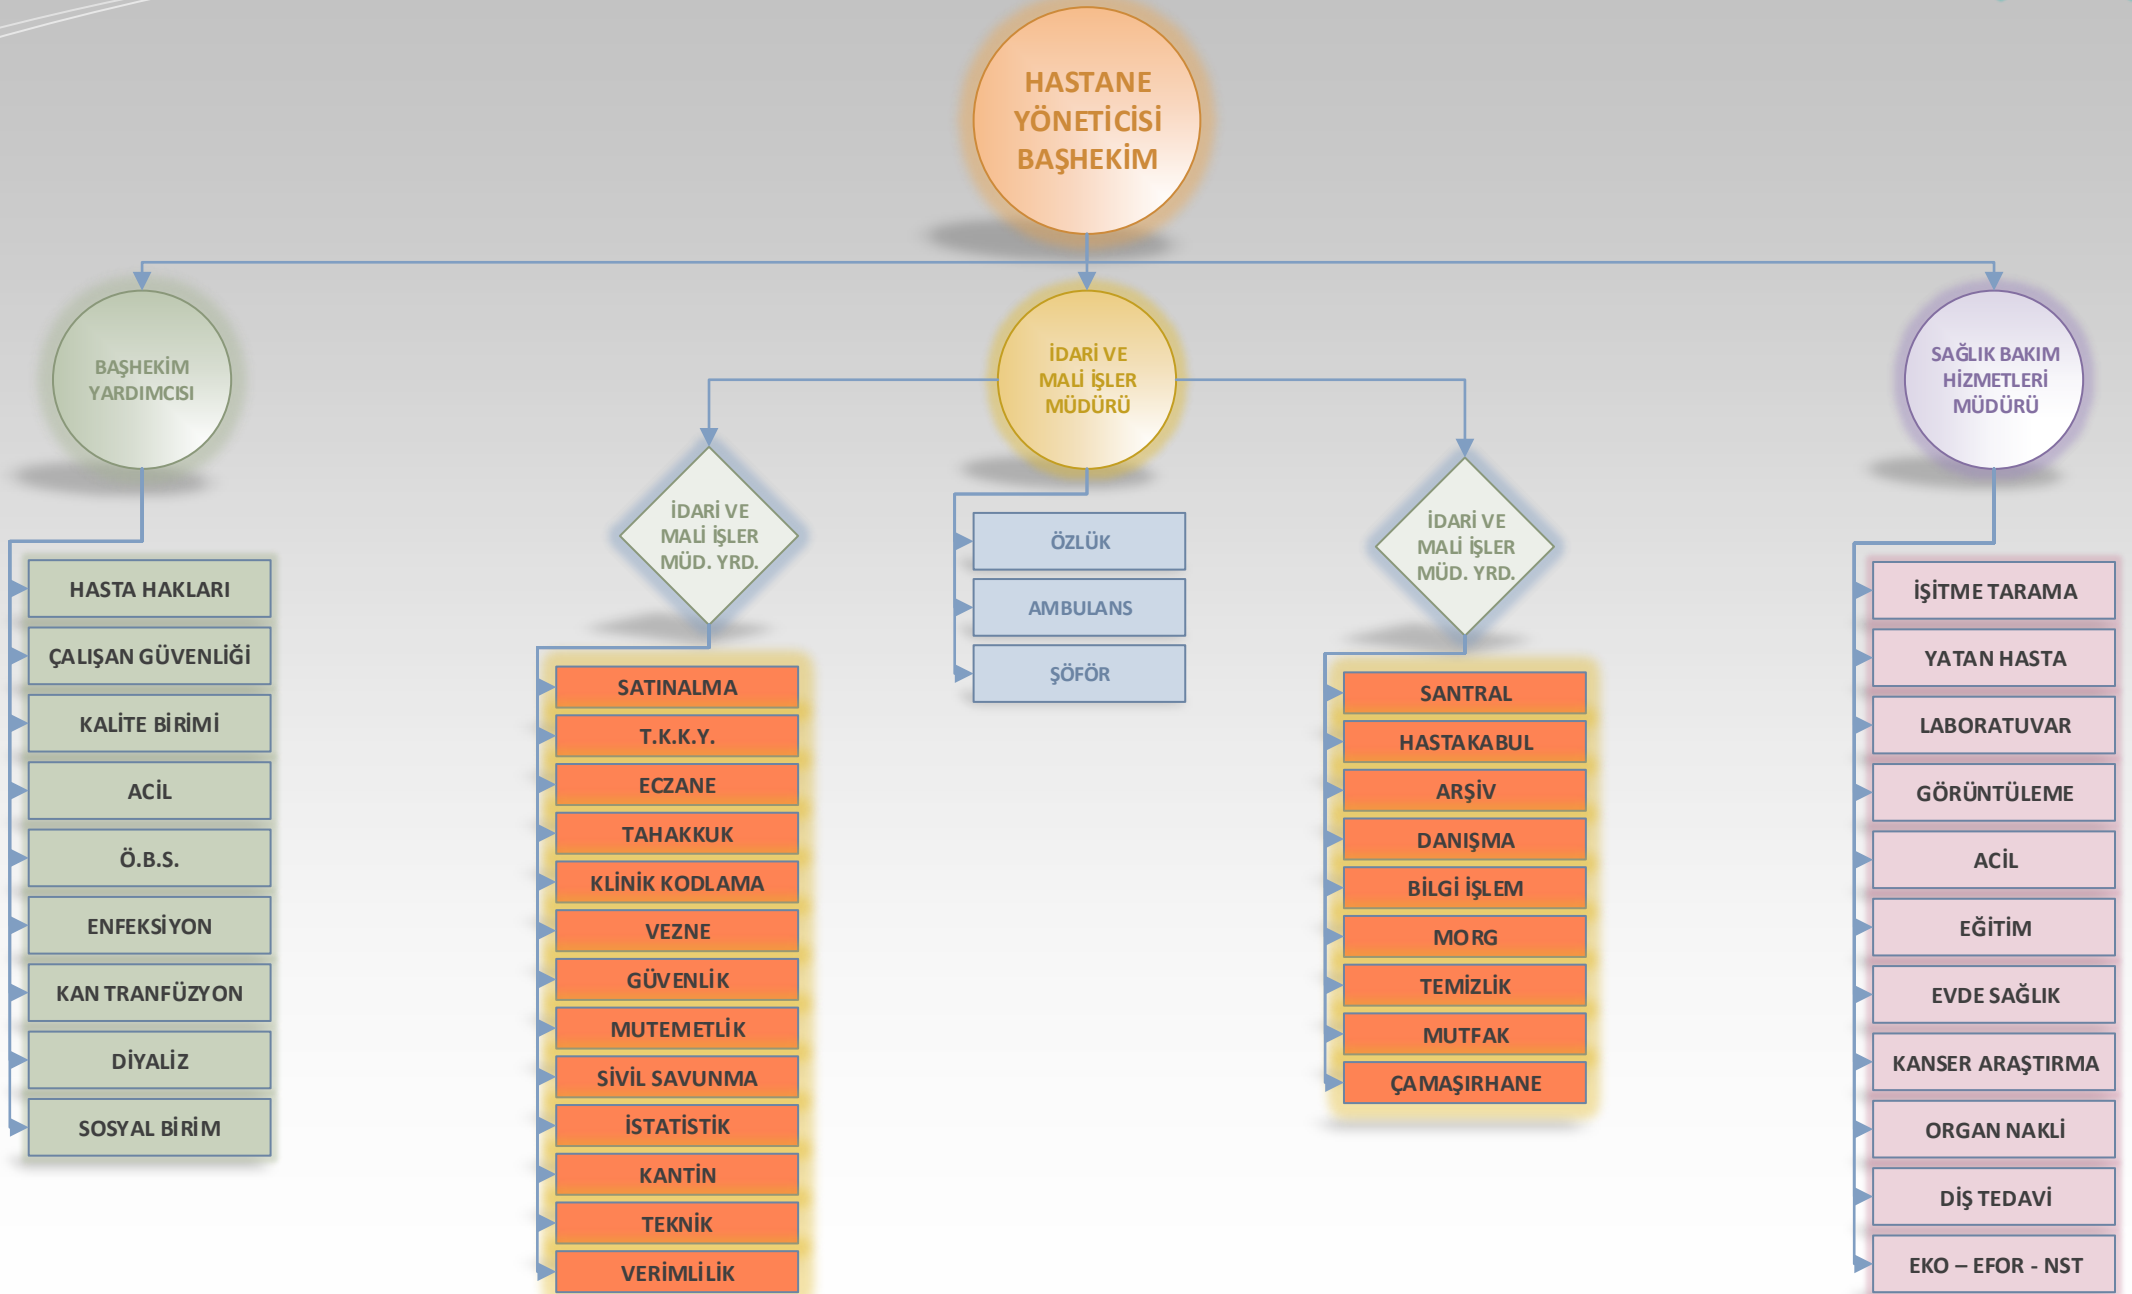 HASTANE
YÖNETİCİSİ
BAŞHEKİM
BAŞHEKİM
YARDIMCISI
HASTA HAKLARI
ÇALIŞAN GÜVENLİĞİ
KALİTE BİRİMİ
ACİL
Ö.B.S.
ENFEKSİYON
KAN TRANFÜZYON
DİYALİZ
SOSYAL BİRİM
İDARİ VE
MALİ İŞLER
MÜDÜRÜ
İDARİ VE
MALİ İŞLER
MÜD. YRD.
SATINALMA
T.K.K.Y.
ECZANE
TAHAKKUK
KLİNİK KODLAMA
VEZNE
GÜVENLİK
MUTEMETLİK
SİVİL SAVUNMA
İSTATİSTİK
KANTİN
TEKNİK
VERİMLİLİK
ÖZLÜK
AMBULANS
ŞÖFÖR
İDARİ VE
MALİ İŞLER
MÜD. YRD.
SANTRAL
HASTAKABUL
ARŞİV
DANIŞMA
BİLGİ İŞLEM
MORG
TEMİZLİK
MUTFAK
ÇAMAŞIRHANE
SAĞLIK BAKIM
HİZMETLERİ
MÜDÜRÜ
İŞİTME TARAMA
YATAN HASTA
LABORATUVAR
GÖRÜNTÜLEME
ACİL
EĞİTİM
EVDE SAĞLIK
KANSER ARAŞTIRMA
ORGAN NAKLİ
DİŞ TEDAVİ
EKO – EFOR - NST